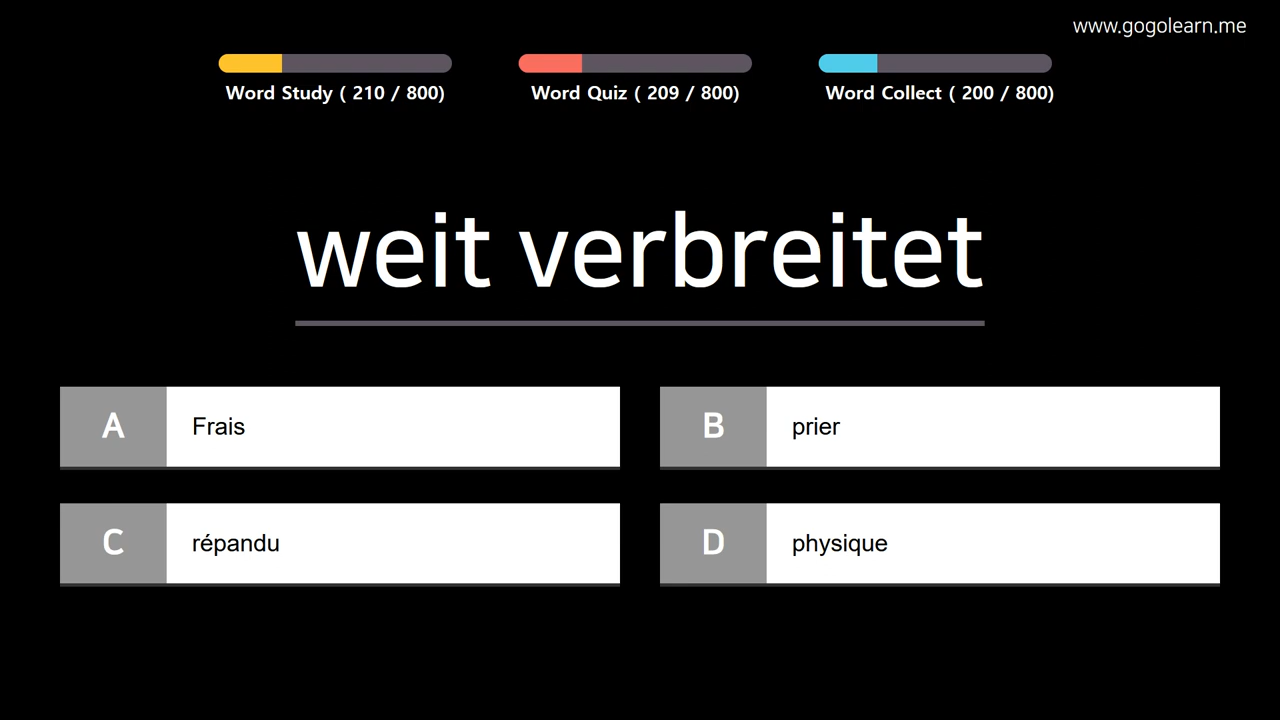 www.gogolearn.me
Word Study ( 210 / 800)
Word Quiz ( 209 / 800)
Word Collect ( 200 / 800)
weit verbreitet
A
Frais
B
prier
C
répandu
D
physique